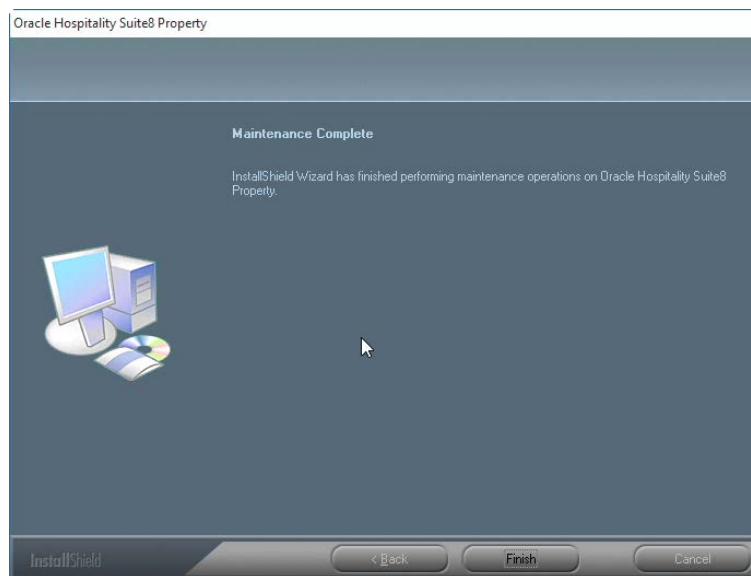 Oracle Hospitality Suite8 Property
Maintenance Complete
InstallShield Wizard has finished performing maintenance operations on Oracle Hospitality Suite8
Property.
InstallShield
< Back
Finish
Cancel